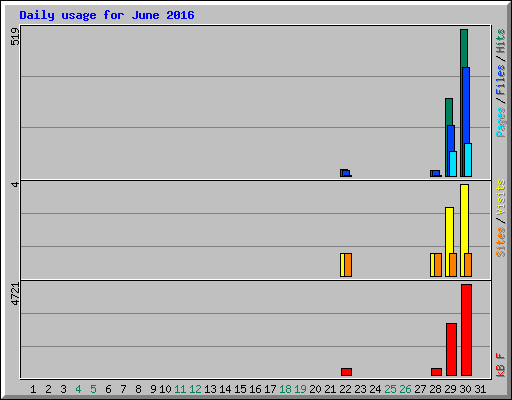 Daily usage for June 2016
519
Pages / Files / Hits
4
Sites / Visits
4721
kB F
1 2 3 4 5 6 7 8 9 10 11 12 13 14 15 16 17 18 19 20 21 22 23 24 25 26 27 28 29 30 31